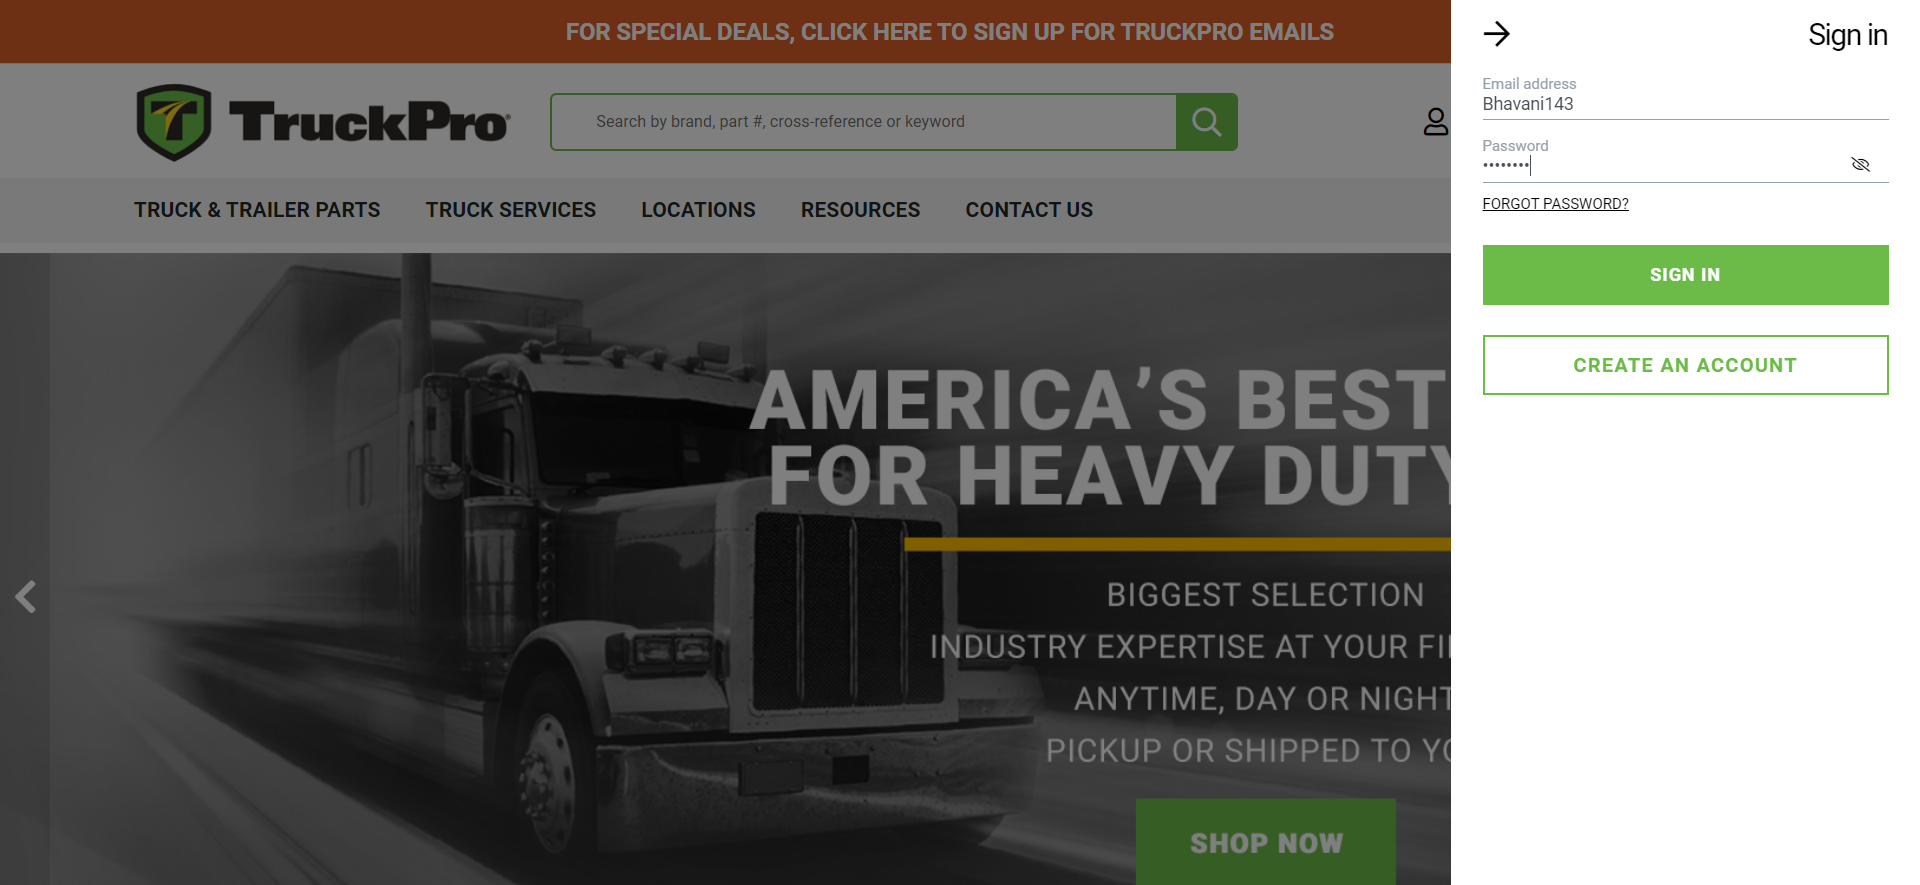 FOR SPECIAL DEALS, CLICK HERE TO SIGN UP FOR TRUCKPRO EMAILS
TruckPro®
Search by brand, part #, cross-reference or keyword
TRUCK & TRAILER PARTS
TRUCK SERVICES
LOCATIONS
RESOURCES
CONTACT US
AMERICA’S BEST
FOR HEAVY DUTY
BIGGEST SELECTION
INDUSTRY EXPERTISE AT YOUR FI
ANYTIME, DAY OR NIGHT
PICKUP OR SHIPPED TO YO
SHOP NOW
Sign in
Email address
Bhavani143
Password
••••••••
FORGOT PASSWORD?
SIGN IN
CREATE AN ACCOUNT